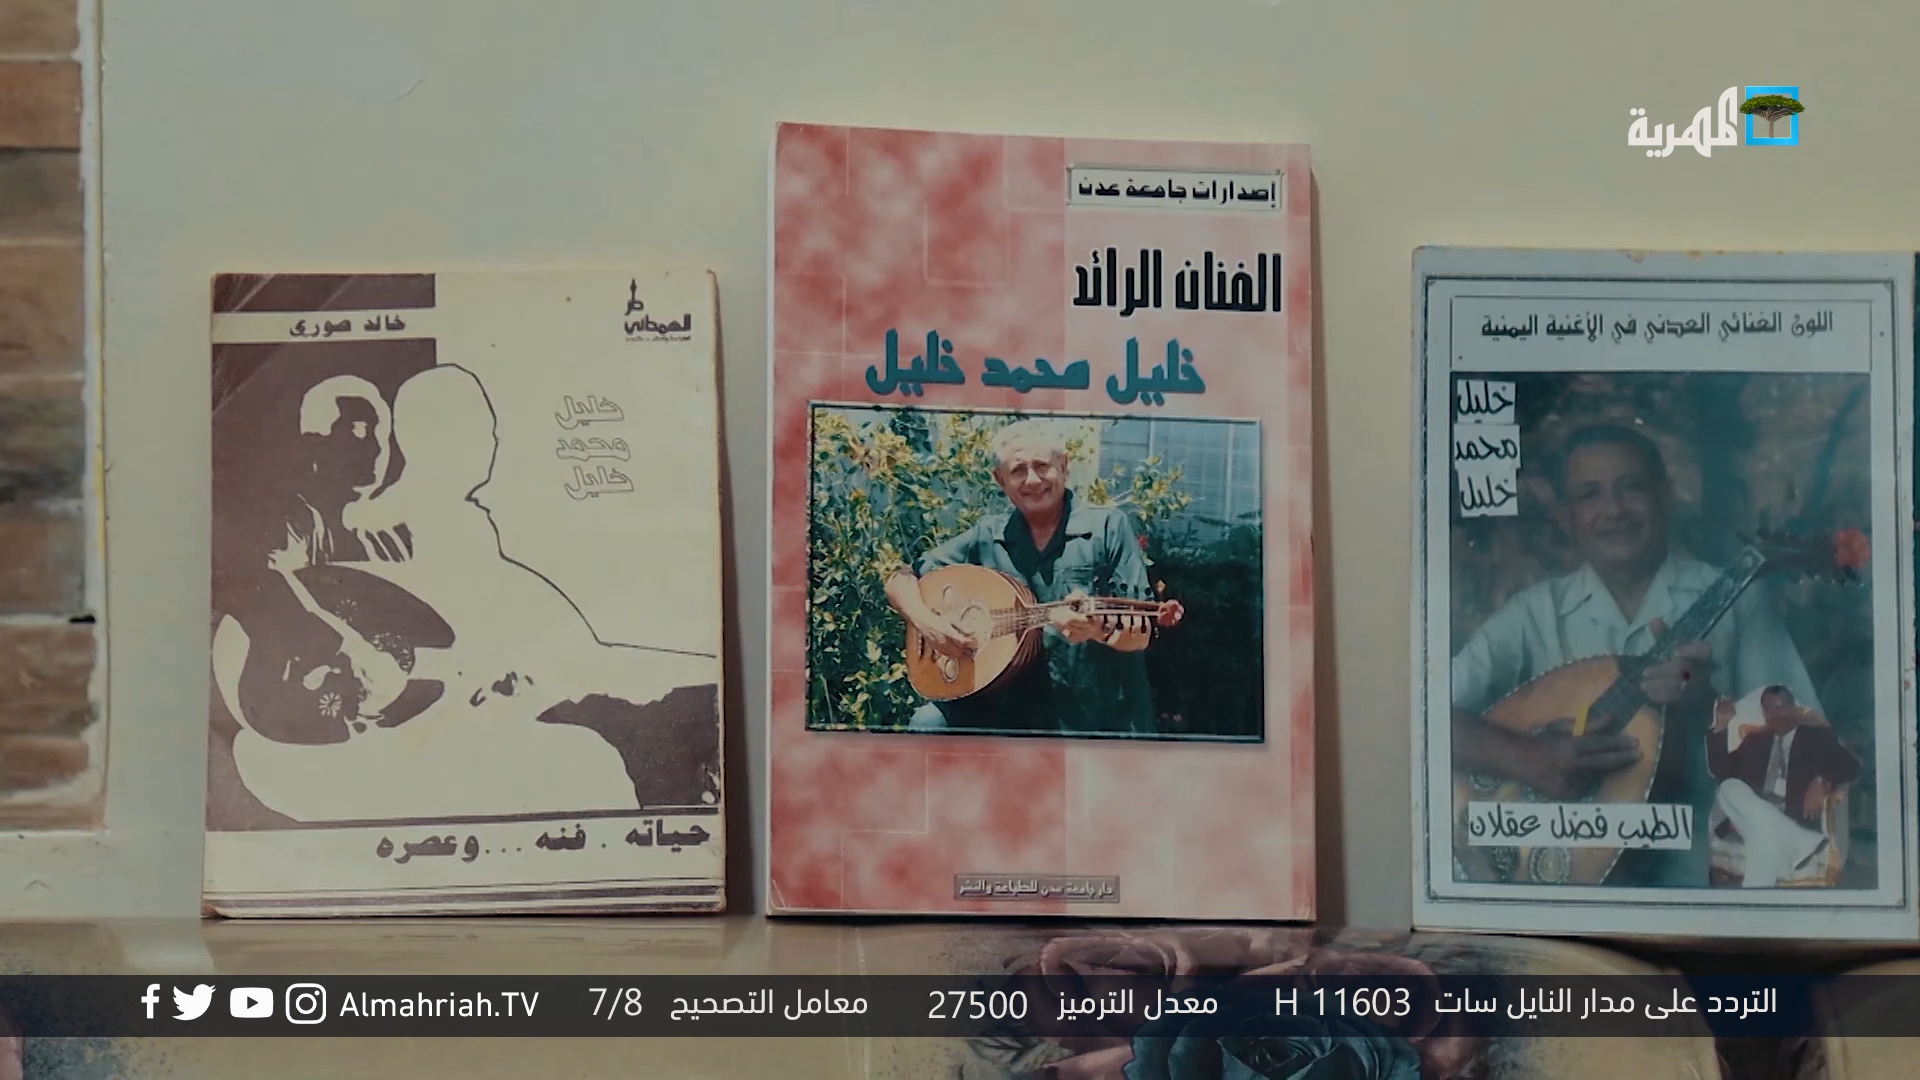 المهرية
إصدارات جامعة عدن
الفنان الرائد
خليل محمد خليل
دار جامعة عدن للطباعة والنشر
اللون الغنائي العدني في الأغنية اليمنية
خليل
محمد
خليل
الطيب فضل عقلان
دار
الهمداني
خالد صوري
خليل
محمد
خليل
حياته . فنه ... وعصره
التردد على مدار النايل سات 11603 H معدل الترميز 27500 معامل التصحيح 7/8 Almahriah.TV